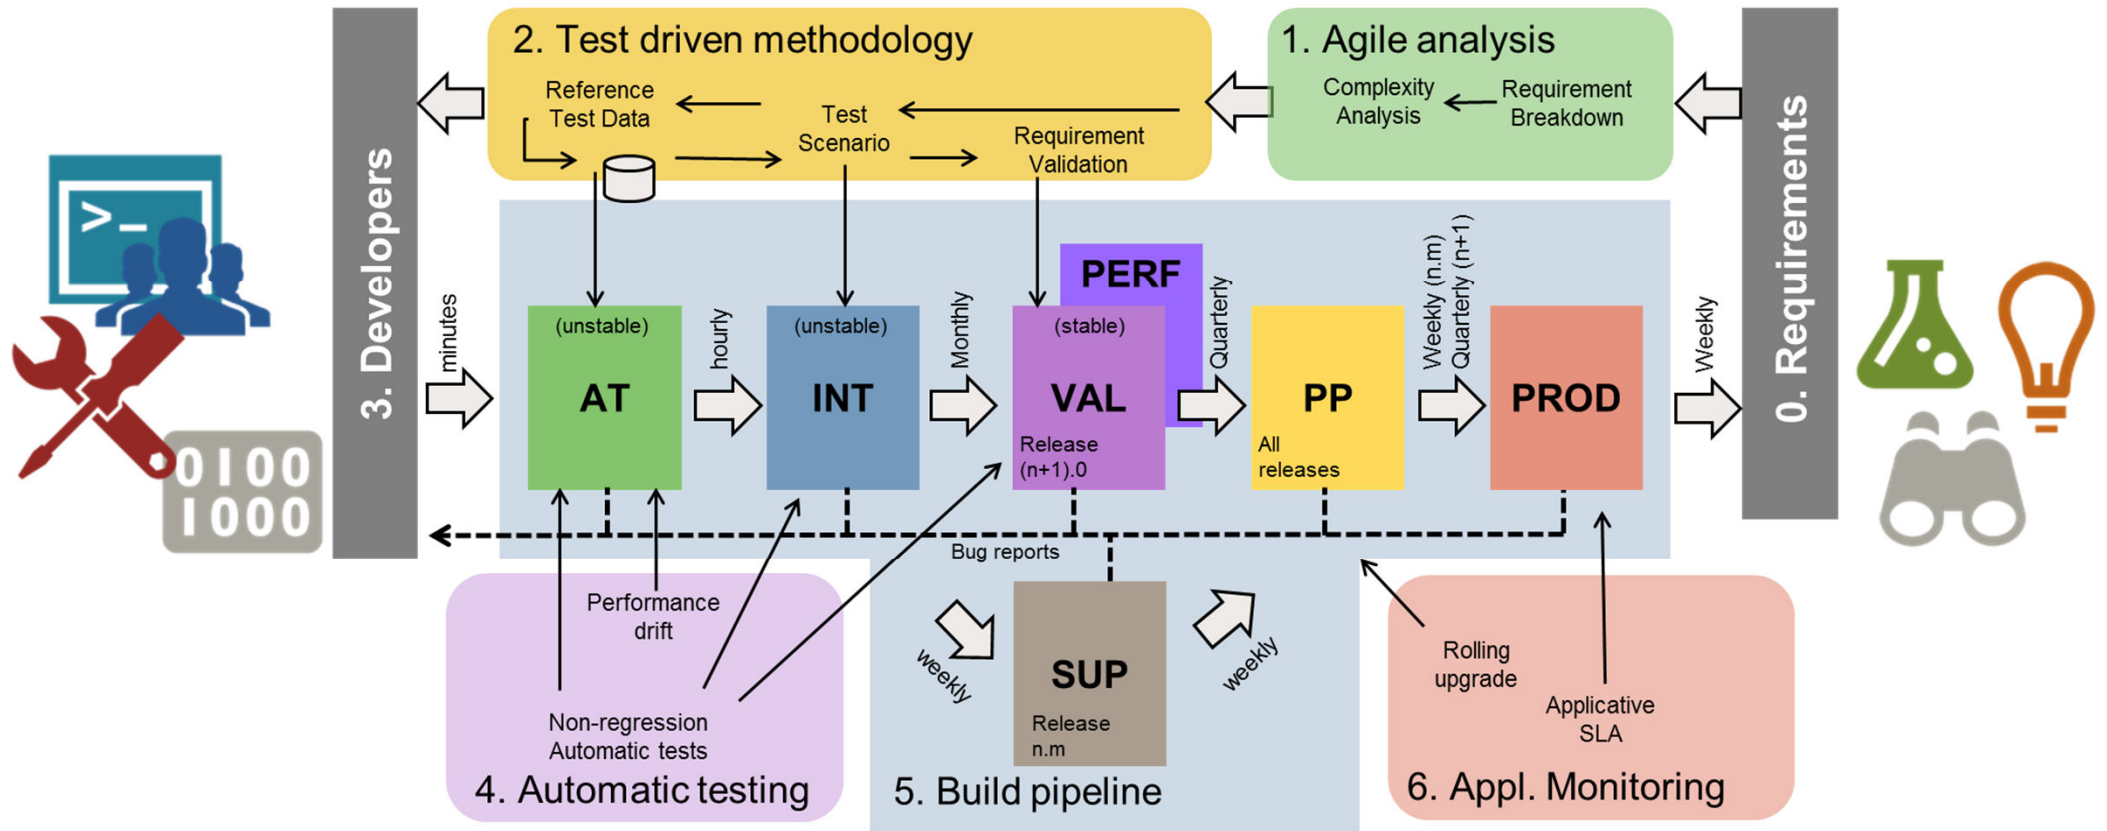 2. Test driven methodology
1. Agile analysis
Reference
Test Data
Test
Scenario
Requirement
Validation
Complexity
Analysis
Requirement
Breakdown
3. Developers
0. Requirements
>_
0100
1000
minutes
(unstable)
AT
hourly
(unstable)
INT
Monthly
PERF
(stable)
VAL
Release
(n+1).0
Quarterly
PP
All
releases
Weekly (n.m)
Quarterly (n+1)
PROD
Weekly
Bug reports
Performance
drift
Non-regression
Automatic tests
4. Automatic testing
weekly
SUP
Release
n.m
weekly
5. Build pipeline
Rolling
upgrade
Applicative
SLA
6. Appl. Monitoring